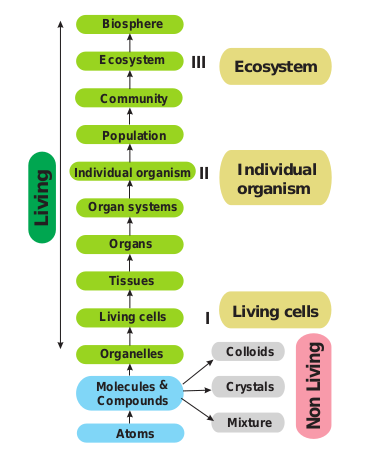 Biosphere
Ecosystem
III
Ecosystem
Community
Population
Individual organism
II
Individual
organism
Living
Organ systems
Organs
Tissues
Living cells
I
Living cells
Organelles
Colloids
Molecules &
Compounds
Crystals
Non Living
Mixture
Atoms